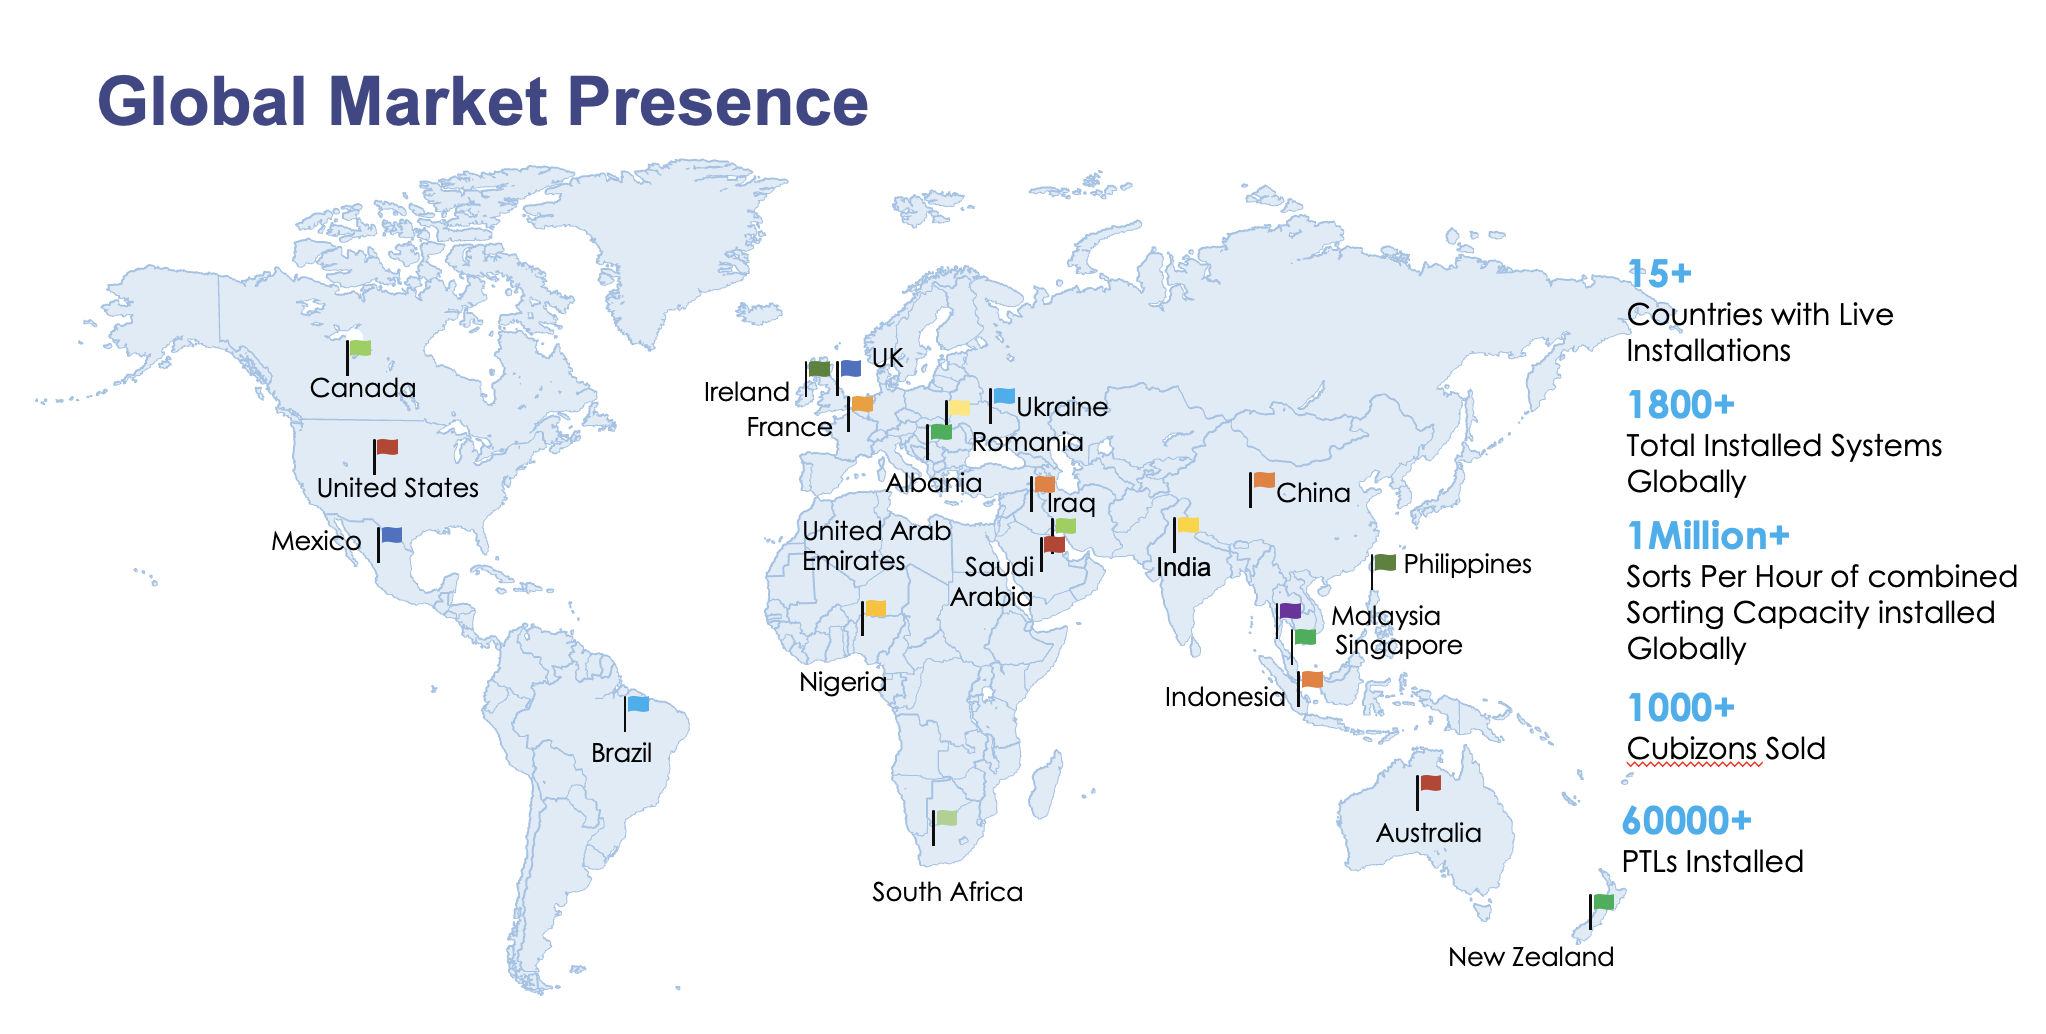 Global Market Presence
Canada
United States
Mexico
Brazil
Ireland
UK
France
Ukraine
Romania
Albania
Iraq
United Arab
Emirates
Saudi
Arabia
Nigeria
South Africa
China
India
Philippines
Malaysia
Singapore
Indonesia
Australia
New Zealand
15+
Countries with Live
Installations
1800+
Total Installed Systems
Globally
1Million+
Sorts Per Hour of combined
Sorting Capacity installed
Globally
1000+
Cubizons Sold
60000+
PTLs Installed